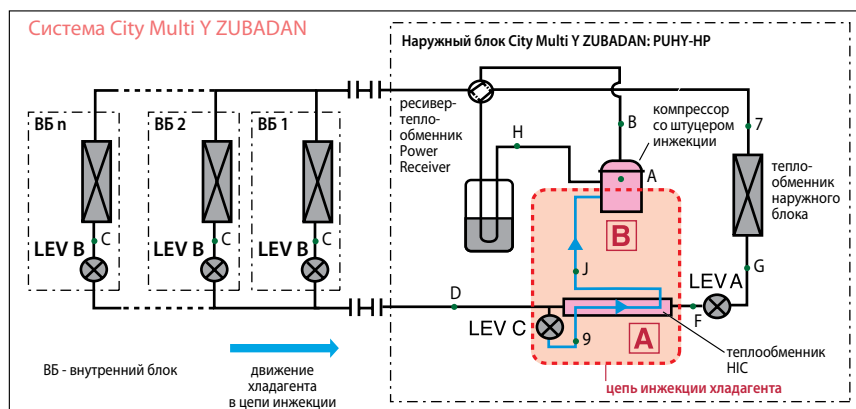 Система City Multi Y ZUBADAN
Наружный блок City Multi Y ZUBADAN: PUHY-HP
ресивер-
тепло-
обменник
Power
Receiver
H
B
компрессор
со штуцером
инжекции
A
7
тепло-
обменник
наружного
блока
ВБ n
ВБ 2
ВБ 1
LEV B
C
LEV B
C
LEV B
C
B
J
G
LEV A
D
F
LEV C
9
A
теплообменник
HIC
цепь инжекции хладагента
ВБ - внутренний блок
движение
хладагента
в цепи инжекции